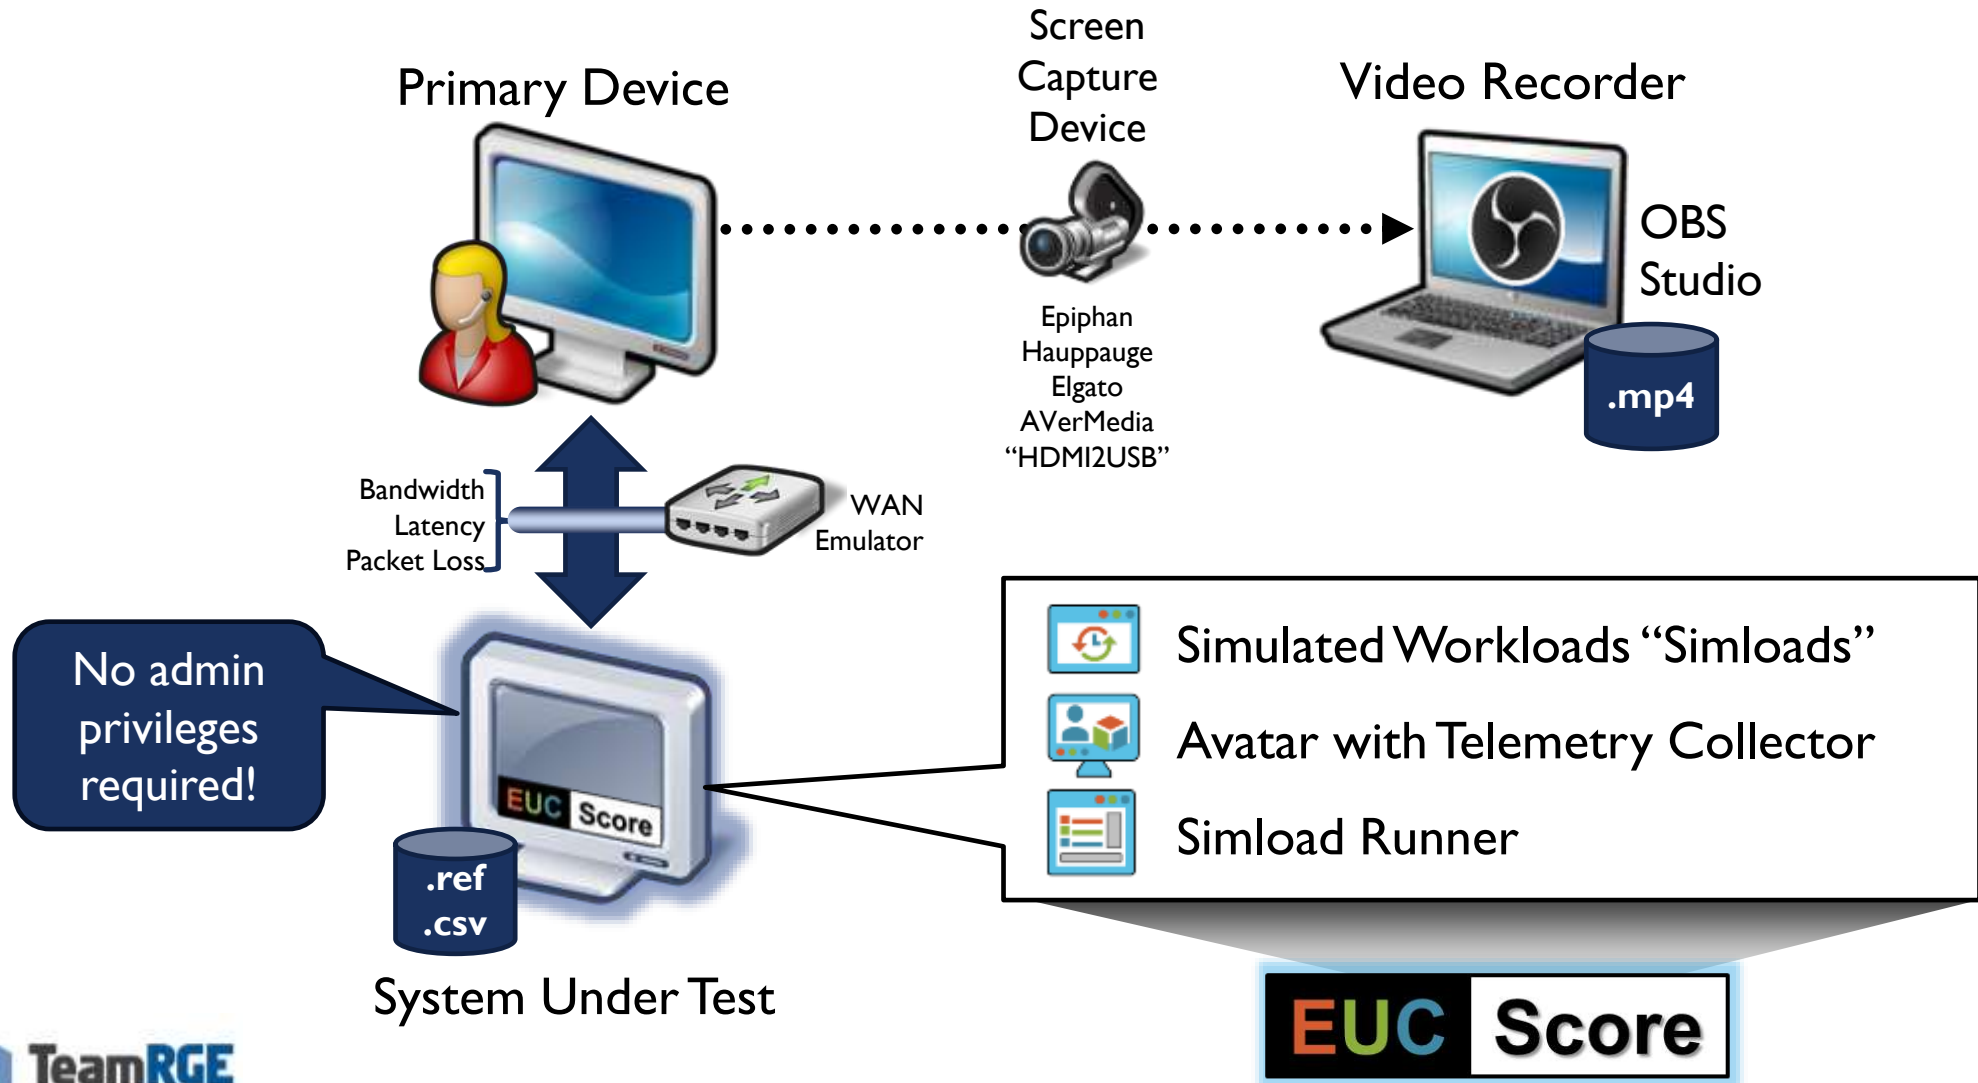 Primary Device
Screen
Capture
Device
Video Recorder
OBS
Studio
Epiphan
Hauppauge
Elgato
AVerMedia
“HDMI2USB”
.mp4
Bandwidth
Latency
Packet Loss
WAN
Emulator
No admin
privileges
required!
EUC Score
.ref
.csv
System Under Test
Simulated Workloads “Simloads”
Avatar with Telemetry Collector
Simload Runner
EUC Score
TeamRGE